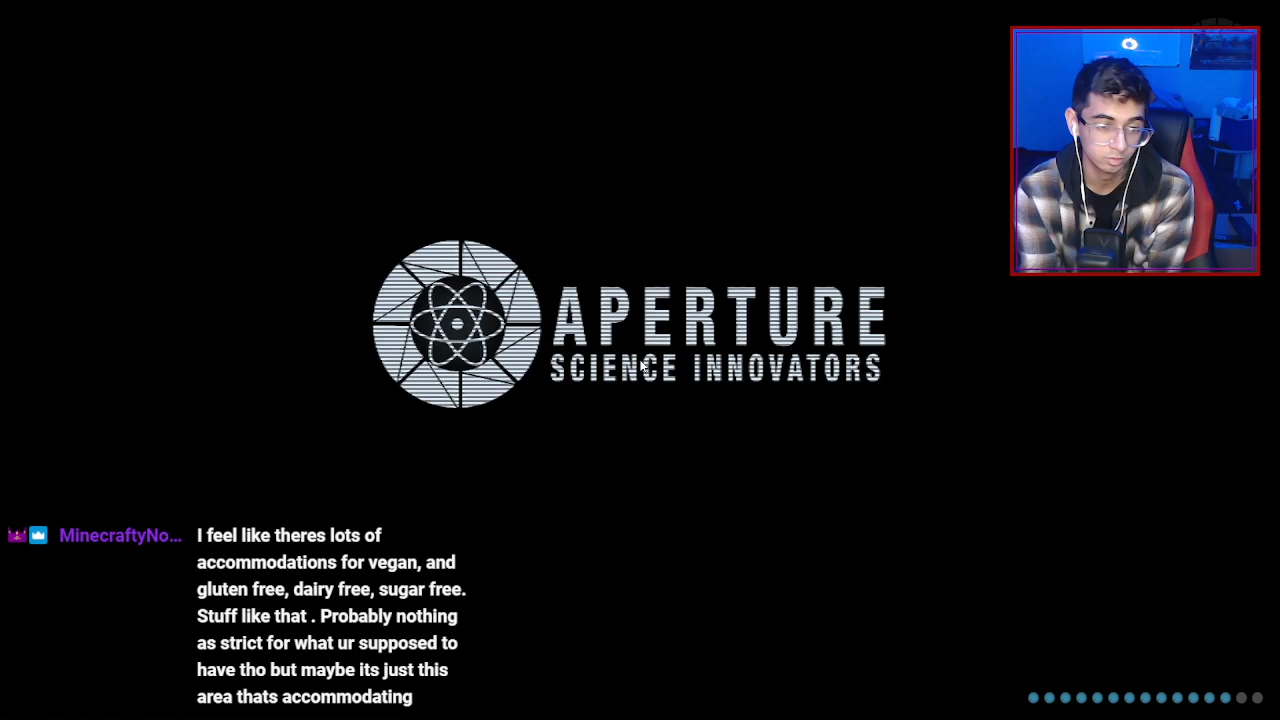 APERTURE
SCIENCE INNOVATORS
MinecraftyNo... I feel like theres lots of
accommodations for vegan, and
gluten free, dairy free, sugar free.
Stuff like that . Probably nothing
as strict for what ur supposed to
have tho but maybe its just this
area thats accommodating